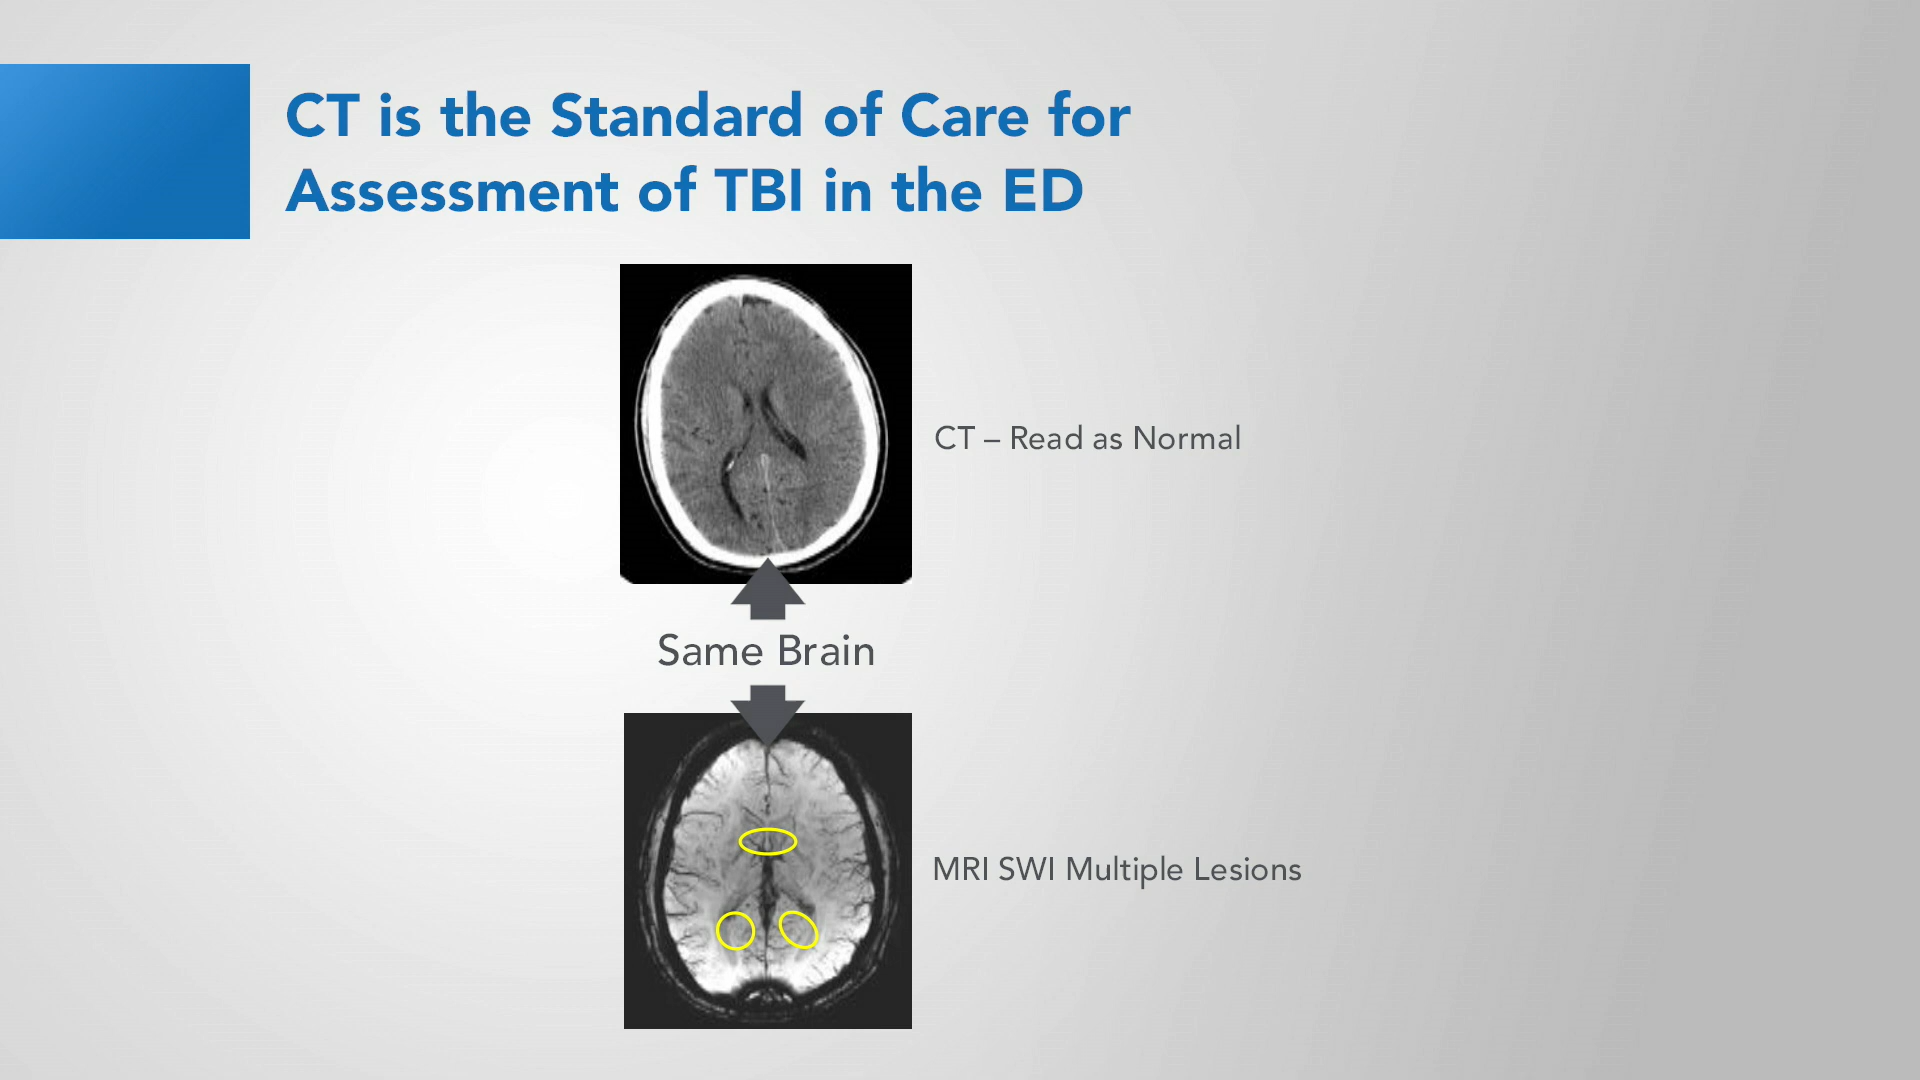 CT is the Standard of Care for
Assessment of TBI in the ED
CT – Read as Normal
Same Brain
MRI SWI Multiple Lesions